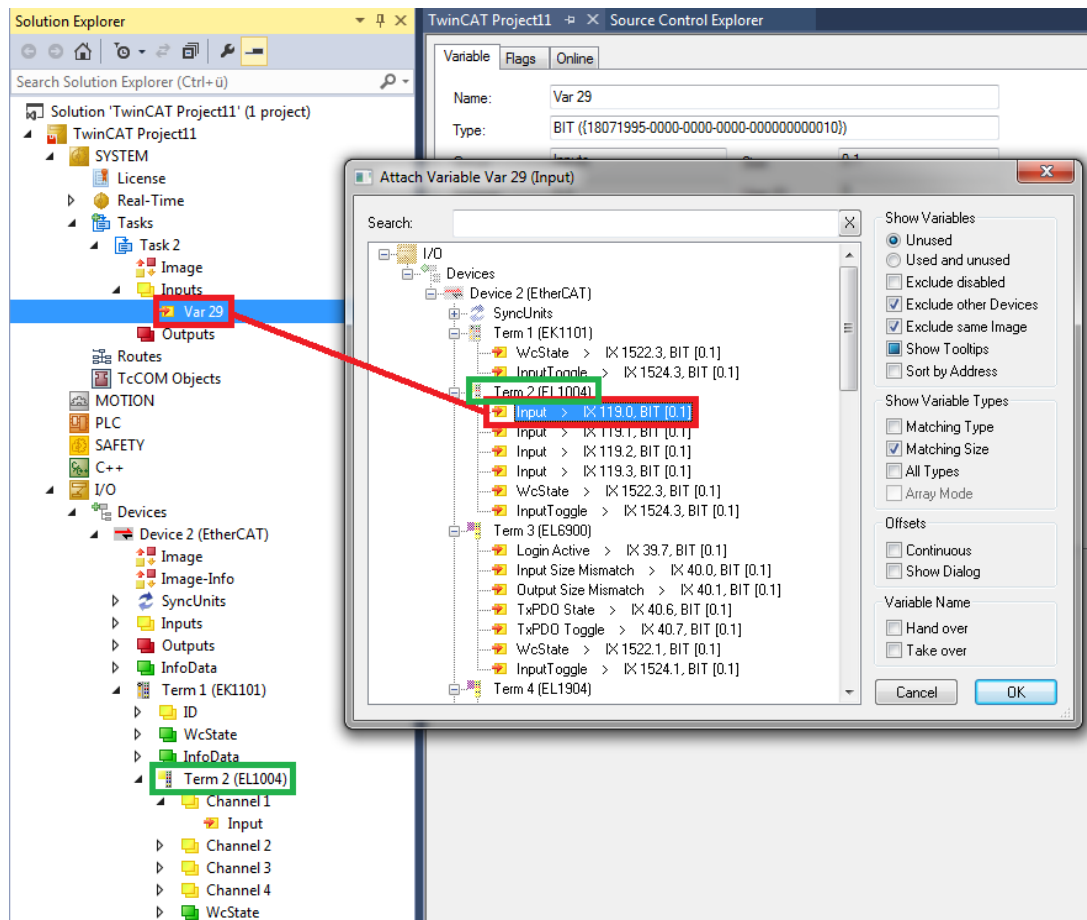 Solution Explorer
Search Solution Explorer (Ctrl+ü)
Solution 'TwinCAT Project11' (1 project)
TwinCAT Project11
SYSTEM
License
Real-Time
Tasks
Task 2
Image
Inputs
Var 29
Outputs
Routes
TcCOM Objects
MOTION
PLC
SAFETY
C++
I/O
Devices
Device 2 (EtherCAT)
Image
Image-Info
SyncUnits
Inputs
Outputs
InfoData
Term 1 (EK1101)
ID
WcState
InfoData
Term 2 (EL1004)
Channel 1
Input
Channel 2
Channel 3
Channel 4
WcState
TwinCAT Project11
Source Control Explorer
Variable Flags Online
Name: Var 29
Type: BIT ({18071995-0000-0000-0000-000000000010})
Attach Variable Var 29 (Input)
Search:
I/O
Devices
Device 2 (EtherCAT)
SyncUnits
Term 1 (EK1101)
WcState > IX 1522.3, BIT [0.1]
InputToggle > IX 1524.3, BIT [0.1]
Term 2 (EL1004)
Input > IX 119.0, BIT [0.1]
Input > IX 119.1, BIT [0.1]
Input > IX 119.2, BIT [0.1]
Input > IX 119.3, BIT [0.1]
WcState > IX 1522.3, BIT [0.1]
InputToggle > IX 1524.3, BIT [0.1]
Term 3 (EL6900)
Login Active > IX 39.7, BIT [0.1]
Input Size Mismatch > IX 40.0, BIT [0.1]
Output Size Mismatch > IX 40.1, BIT [0.1]
TxPDO State > IX 40.6, BIT [0.1]
TxPDO Toggle > IX 40.7, BIT [0.1]
WcState > IX 1522.1, BIT [0.1]
InputToggle > IX 1524.1, BIT [0.1]
Term 4 (EL1904)
Show Variables
Unused
Used and unused
Exclude disabled
Exclude other Devices
Exclude same Image
Show Tooltips
Sort by Address
Show Variable Types
Matching Type
Matching Size
All Types
Array Mode
Offsets
Continuous
Show Dialog
Variable Name
Hand over
Take over
Cancel
OK